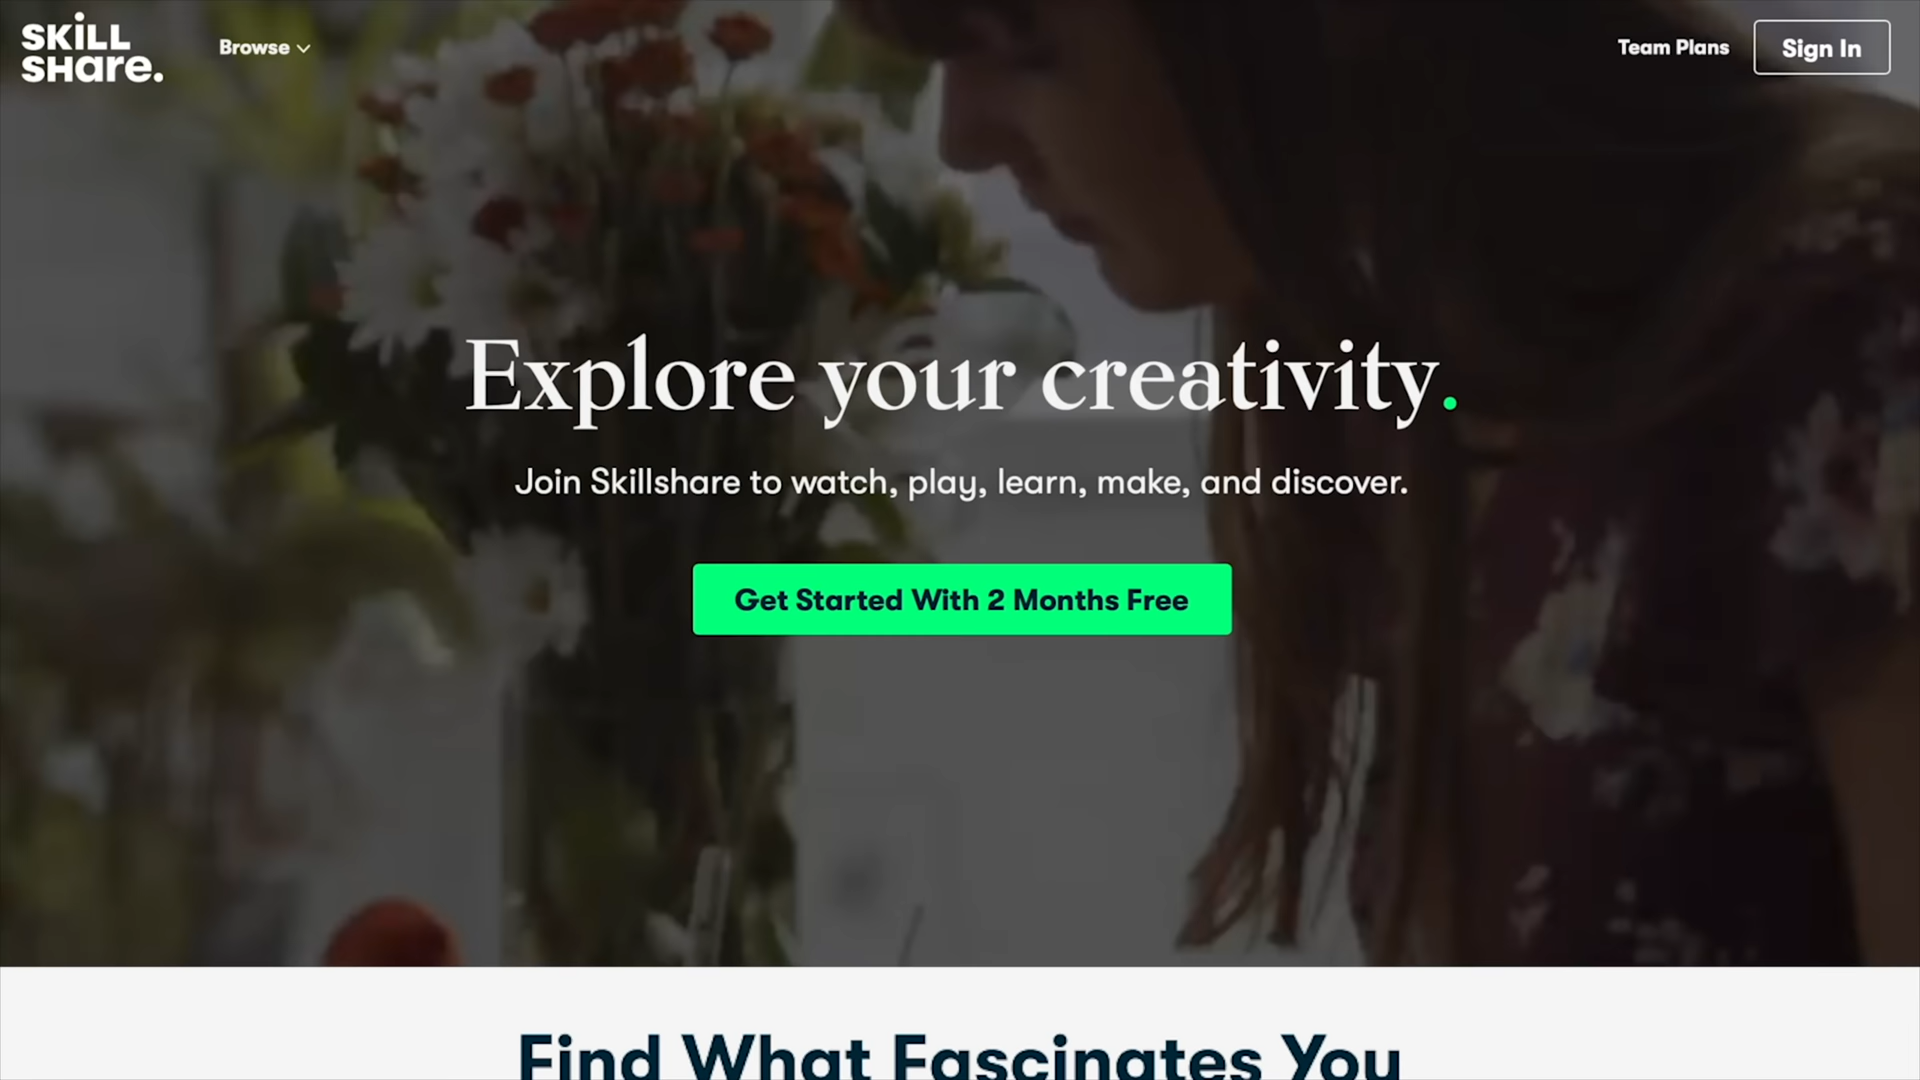 SKiLL
SHare.
Browse
Team Plans
Sign In
Explore your creativity.
Join Skillshare to watch, play, learn, make, and discover.
Get Started With 2 Months Free
Find What Fascinates You